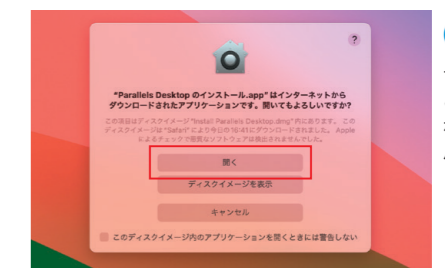 ?
"Parallels Desktop のインストール.app"はインターネットから
ダウンロードされたアプリケーションです。開いてもよろしいですか?
この項目はディスクイメージ"Install Parallels Desktop.dmg"内にあります。この
ディスクイメージは"Safari"により今日の16:41にダウンロードされました。Apple
によるチェックで悪質なソフトウェアは検出されませんでした。
開く
ディスクイメージを表示
キャンセル
このディスクイメージ内のアプリケーションを開くときには警告しない